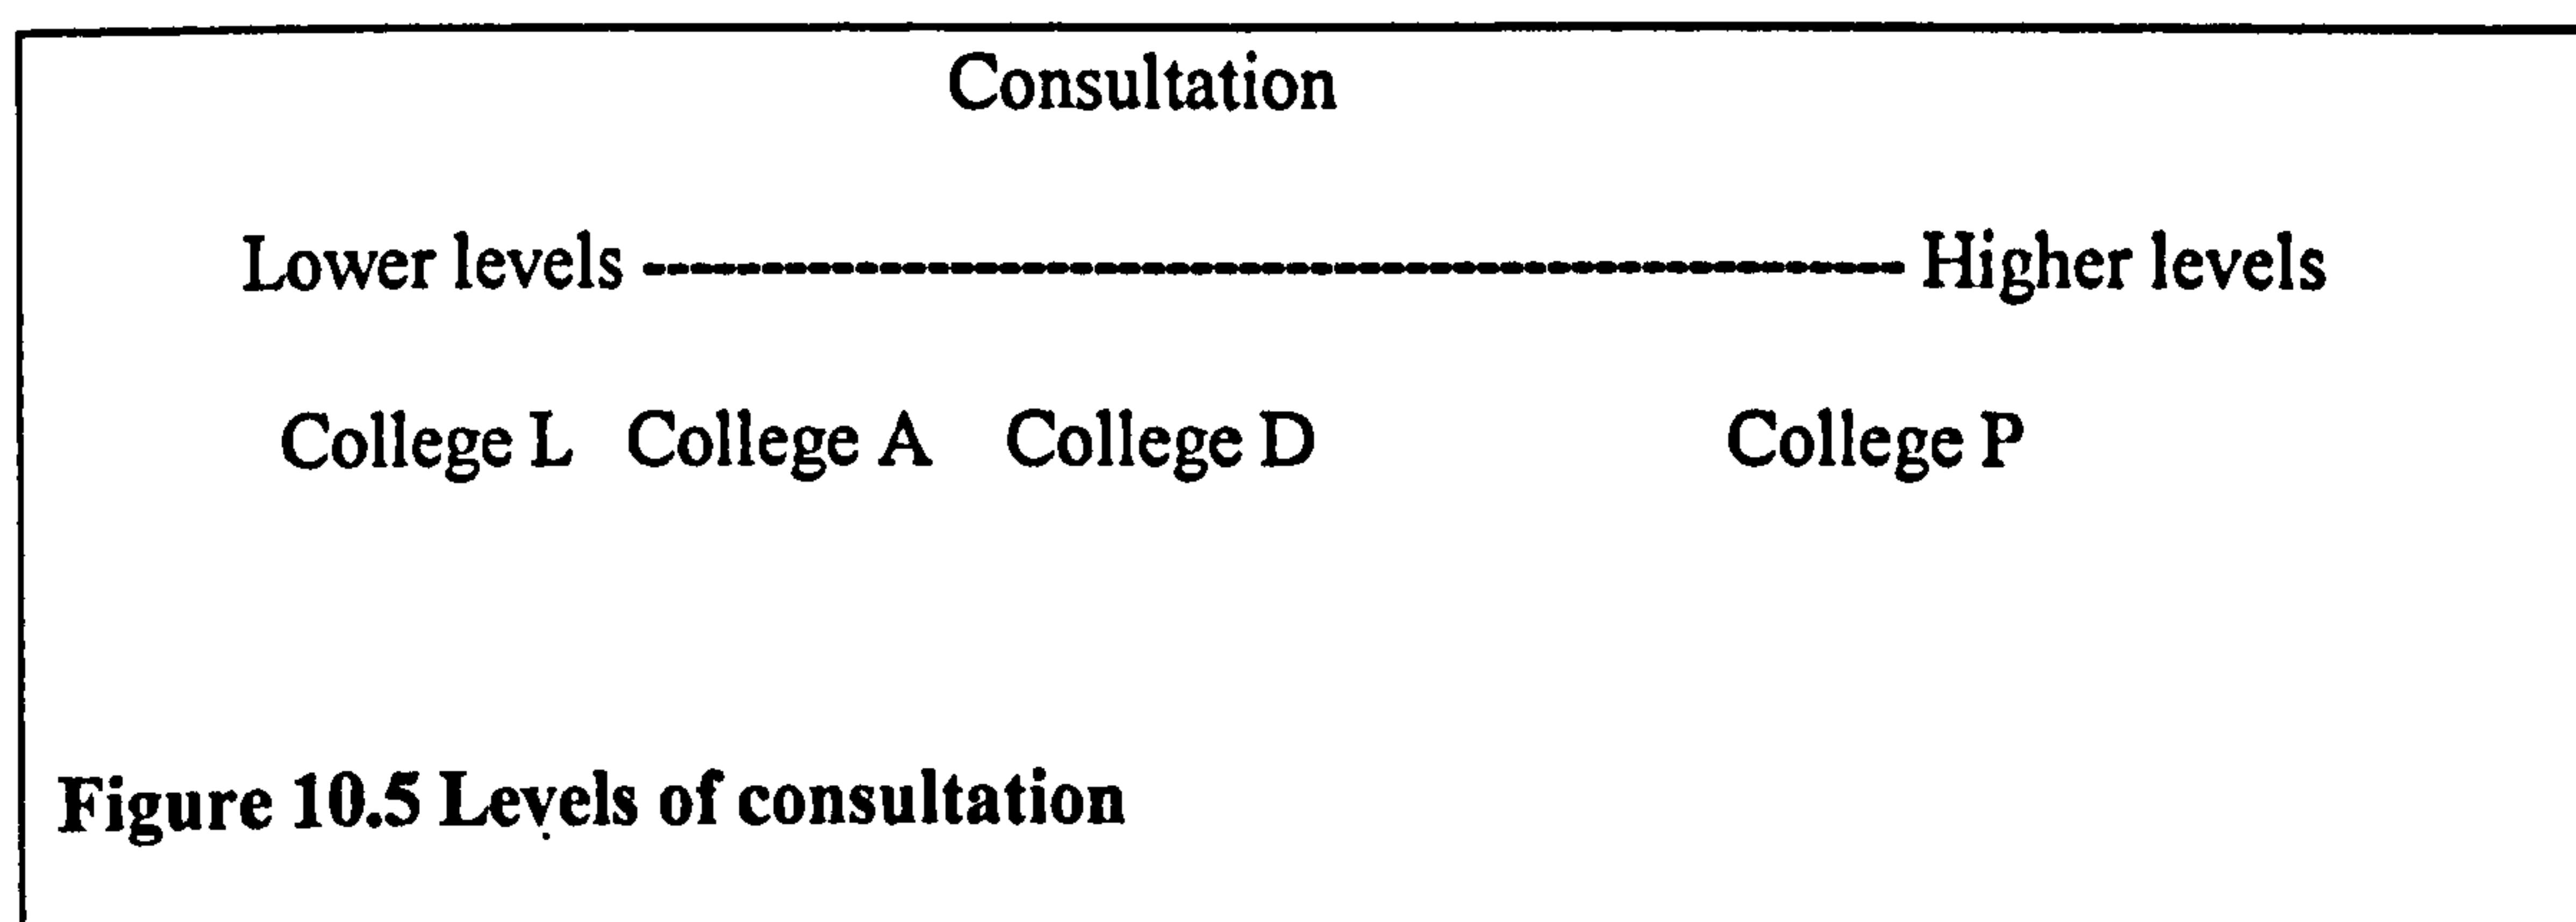 Consultation
Lower levels ------------------------------------------------------ Higher levels
College L College A College D College P
Figure 10.5 Levels of consultation